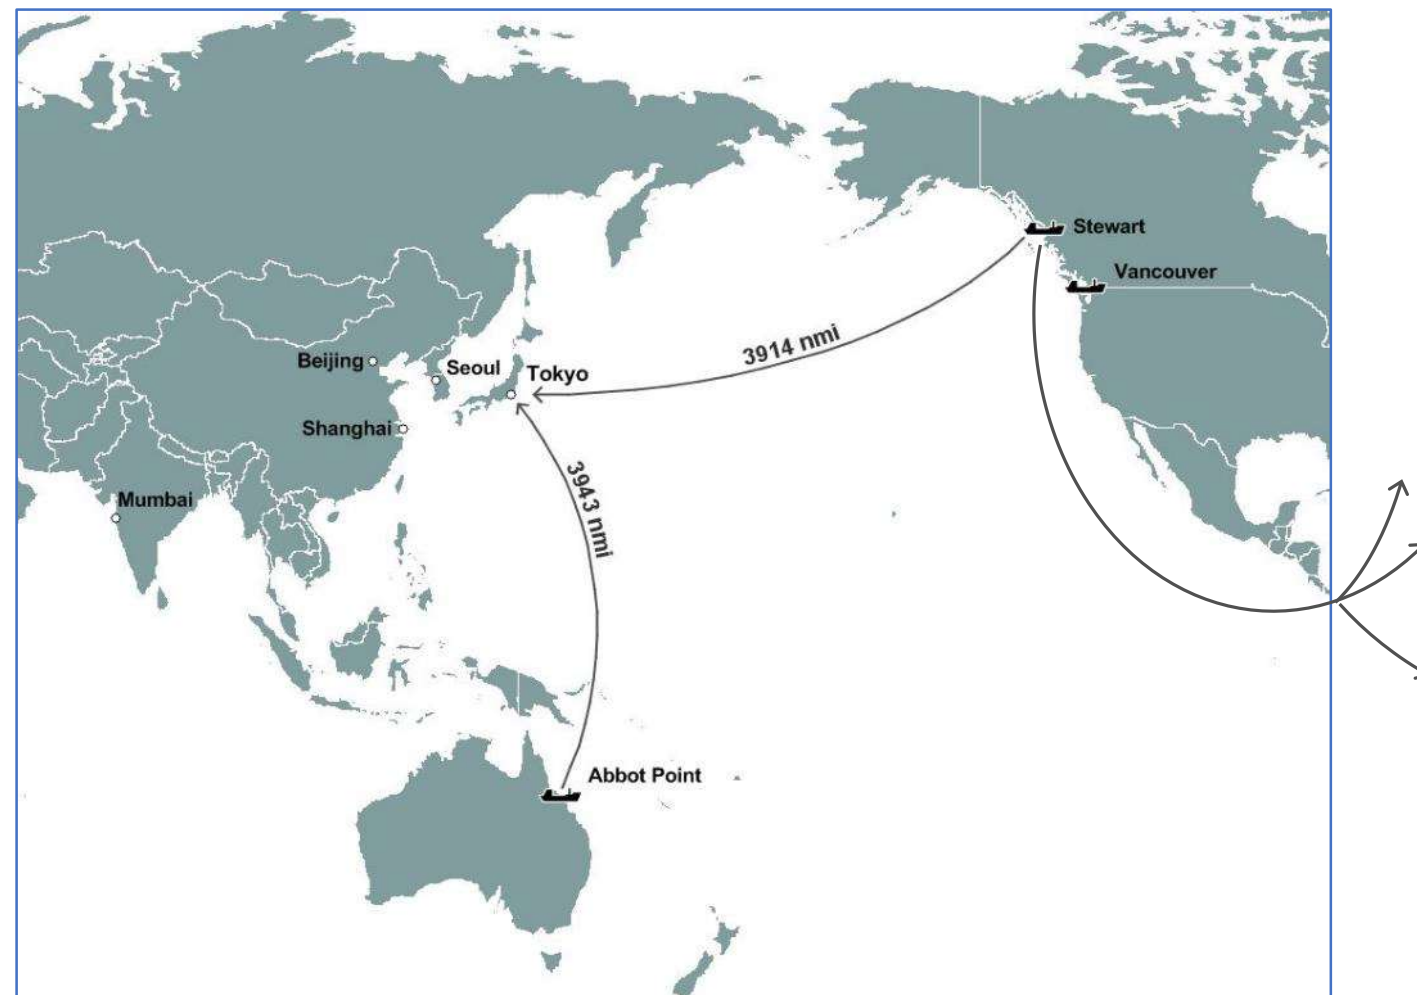 Stewart
Vancouver
3914 nmi
Beijing
Seoul
Tokyo
Shanghai
3943 nmi
Mumbai
Abbot Point